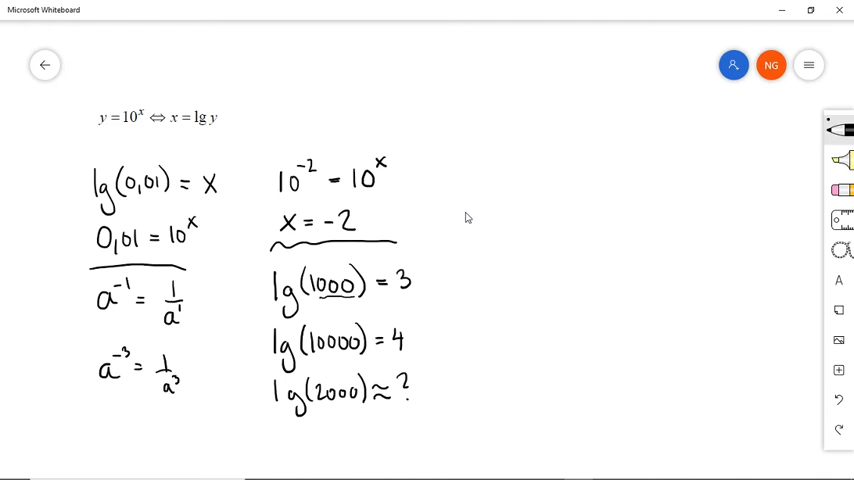 Microsoft Whiteboard
NG
y = 10^x ⇔ x = lg y
lg(0,01) = x
0,01 = 10^x
a^-1 = 1/a^1
a^-3 = 1/a^3
10^-2 = 10^x
x = -2
lg(1000) = 3
lg(10000) = 4
lg(2000) ≈ ?
A